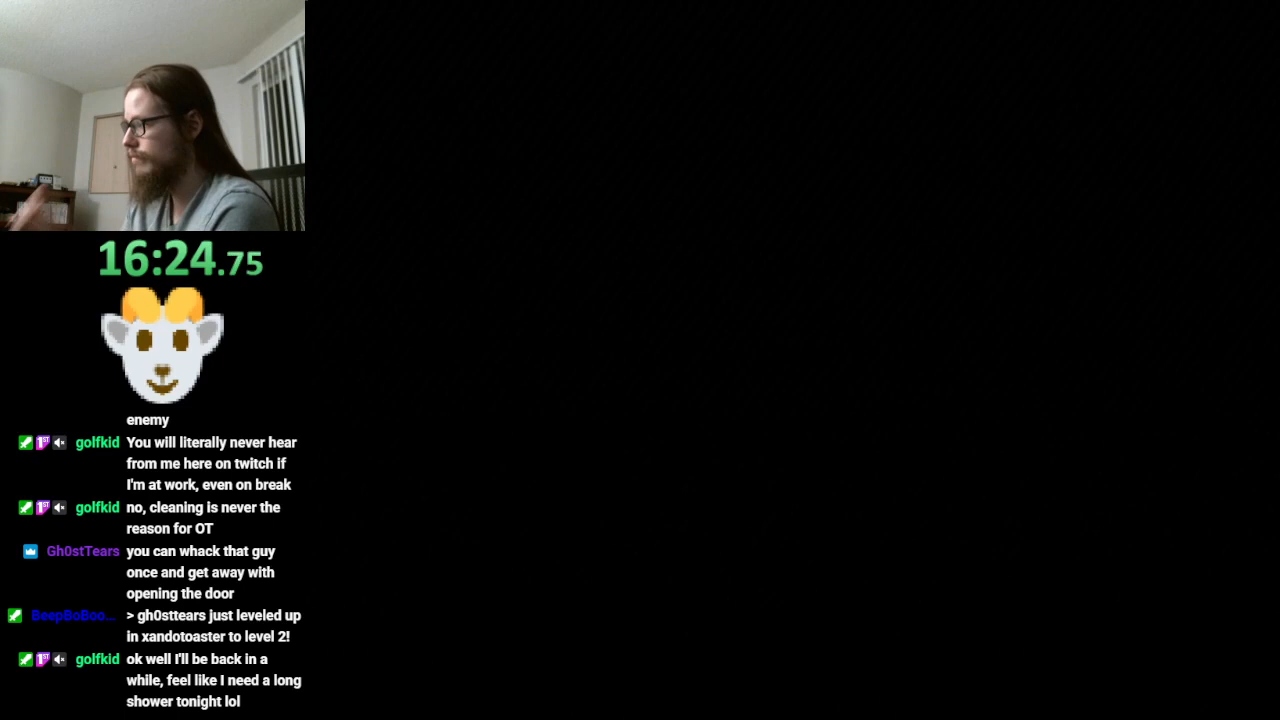 16:24.75
enemy
golfkid You will literally never hear
from me here on twitch if
I'm at work, even on break
golfkid no, cleaning is never the
reason for OT
Gh0stTears you can whack that guy
once and get away with
opening the door
BeepBoBoo... > gh0sttears just leveled up
in xandotoaster to level 2!
golfkid ok well I'll be back in a
while, feel like I need a long
shower tonight lol